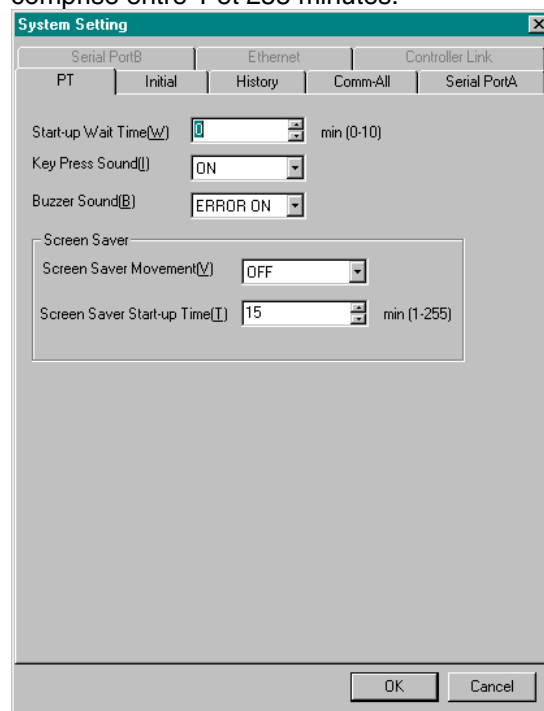 comprise entre 1 et 255 minutes.
System Setting
Serial PortB Ethernet Controller Link
PT Initial History Comm-All Serial PortA
Start-up Wait Time(W) 0 min (0-10)
Key Press Sound(I) ON
Buzzer Sound(B) ERROR ON
Screen Saver
Screen Saver Movement(V) OFF
Screen Saver Start-up Time(T) 15 min (1-255)
OK Cancel